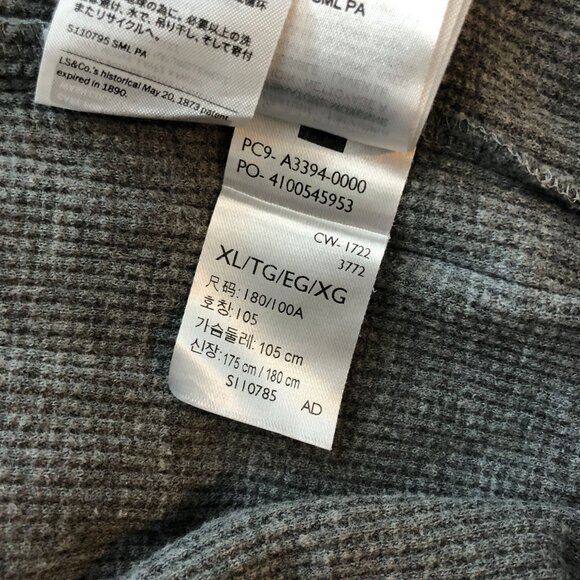 避け、水で、吊り干し、そして寄付
またリサイクルへ。
S110795 SML PA
LS&Co.'s historical May 20, 1873 patent
expired in 1890.
SML PA
PC9- A3394-0000
PO- 4100545953
CW- 1722
3772
XL/TG/EG/XG
尺码: 180/100A
호칭: 105
가슴둘레: 105 cm
신장: 175 cm / 180 cm
S110785
AD